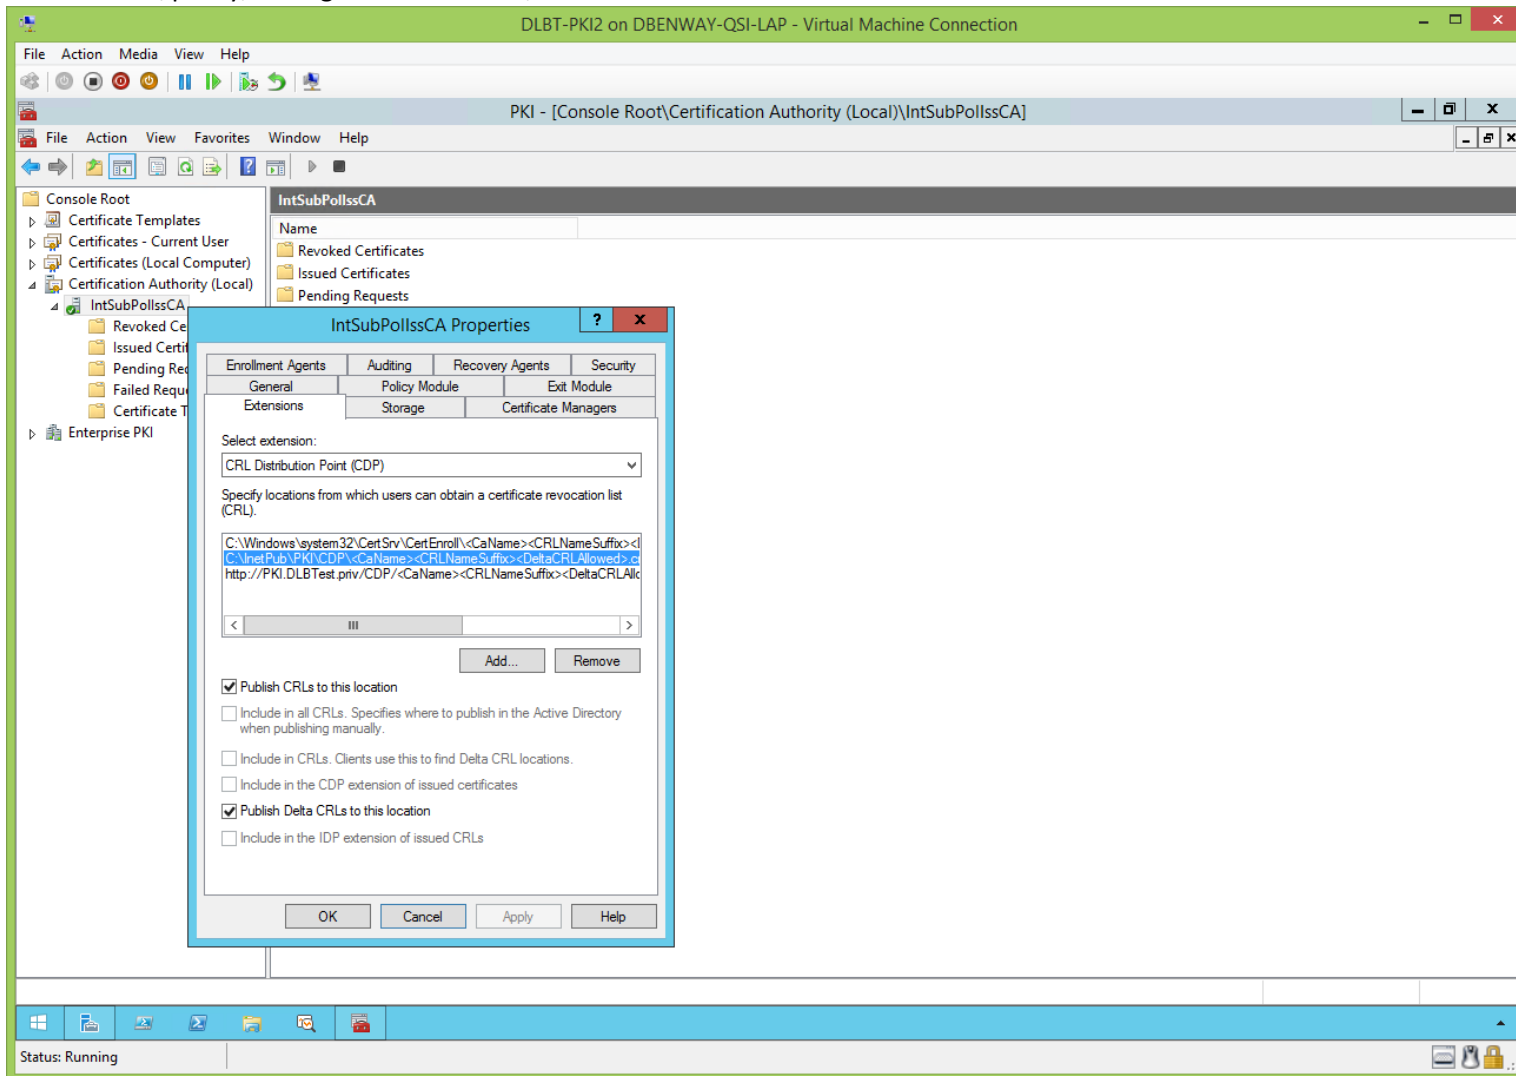 DLBT-PKI2 on DBENWAY-QSI-LAP - Virtual Machine Connection
File Action Media View Help
PKI - [Console Root\Certification Authority (Local)\IntSubPolIssCA]
File Action View Favorites Window Help
Console Root
Certificate Templates
Certificates - Current User
Certificates (Local Computer)
Certification Authority (Local)
IntSubPolIssCA
Revoked Ce
Issued Certif
Pending Rec
Failed Reque
Certificate T
Enterprise PKI
IntSubPolIssCA
Name
Revoked Certificates
Issued Certificates
Pending Requests
IntSubPolIssCA Properties
Enrollment Agents Auditing Recovery Agents Security
General Policy Module Exit Module
Extensions Storage Certificate Managers
Select extension:
CRL Distribution Point (CDP)
Specify locations from which users can obtain a certificate revocation list
(CRL).
C:\Windows\system32\CertSrv\CertEnroll\<CaName><CRLNameSuffix><
C:\InetPub\PKI\CDP\<CaName><CRLNameSuffix><DeltaCRLAllowed>.cr
http://PKI.DLBTest.priv/CDP/<CaName><CRLNameSuffix><DeltaCRLAllo
Add... Remove
Publish CRLs to this location
Include in all CRLs. Specifies where to publish in the Active Directory
when publishing manually.
Include in CRLs. Clients use this to find Delta CRL locations.
Include in the CDP extension of issued certificates
Publish Delta CRLs to this location
Include in the IDP extension of issued CRLs
OK Cancel Apply Help
Status: Running